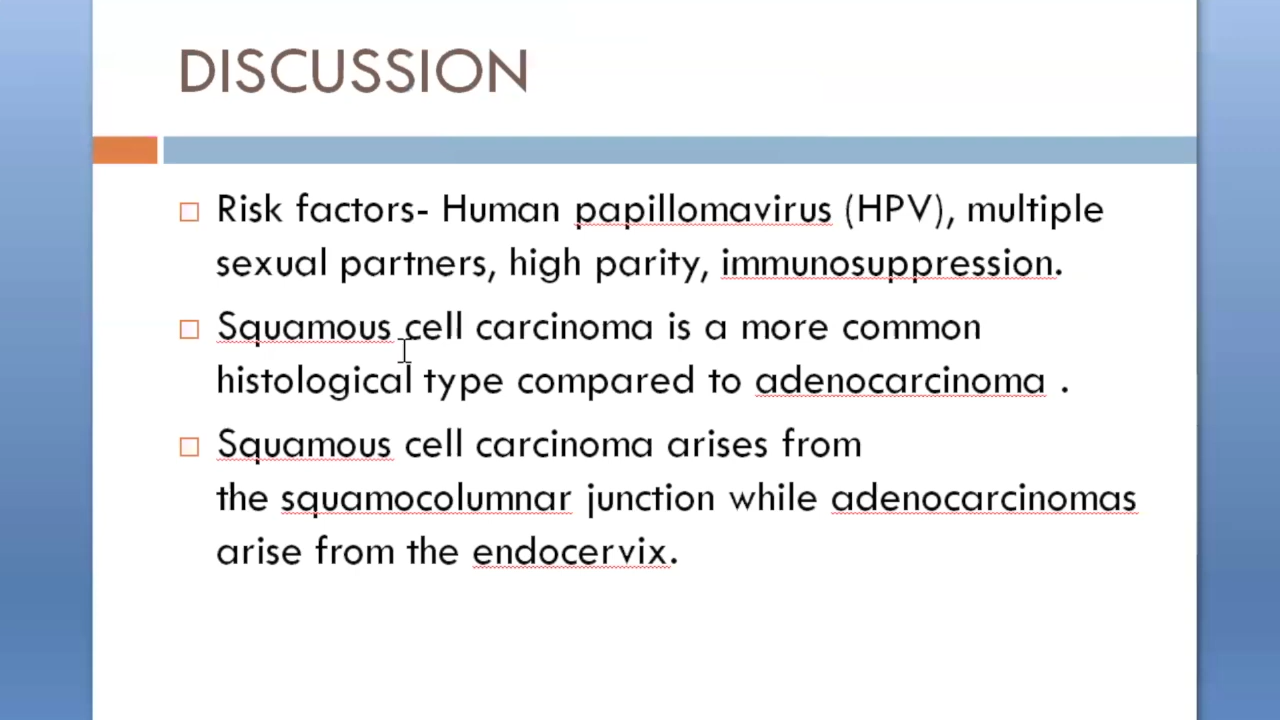 DISCUSSION
Risk factors- Human papillomavirus (HPV), multiple
sexual partners, high parity, immunosuppression.
Squamous cell carcinoma is a more common
histological type compared to adenocarcinoma .
Squamous cell carcinoma arises from
the squamocolumnar junction while adenocarcinomas
arise from the endocervix.